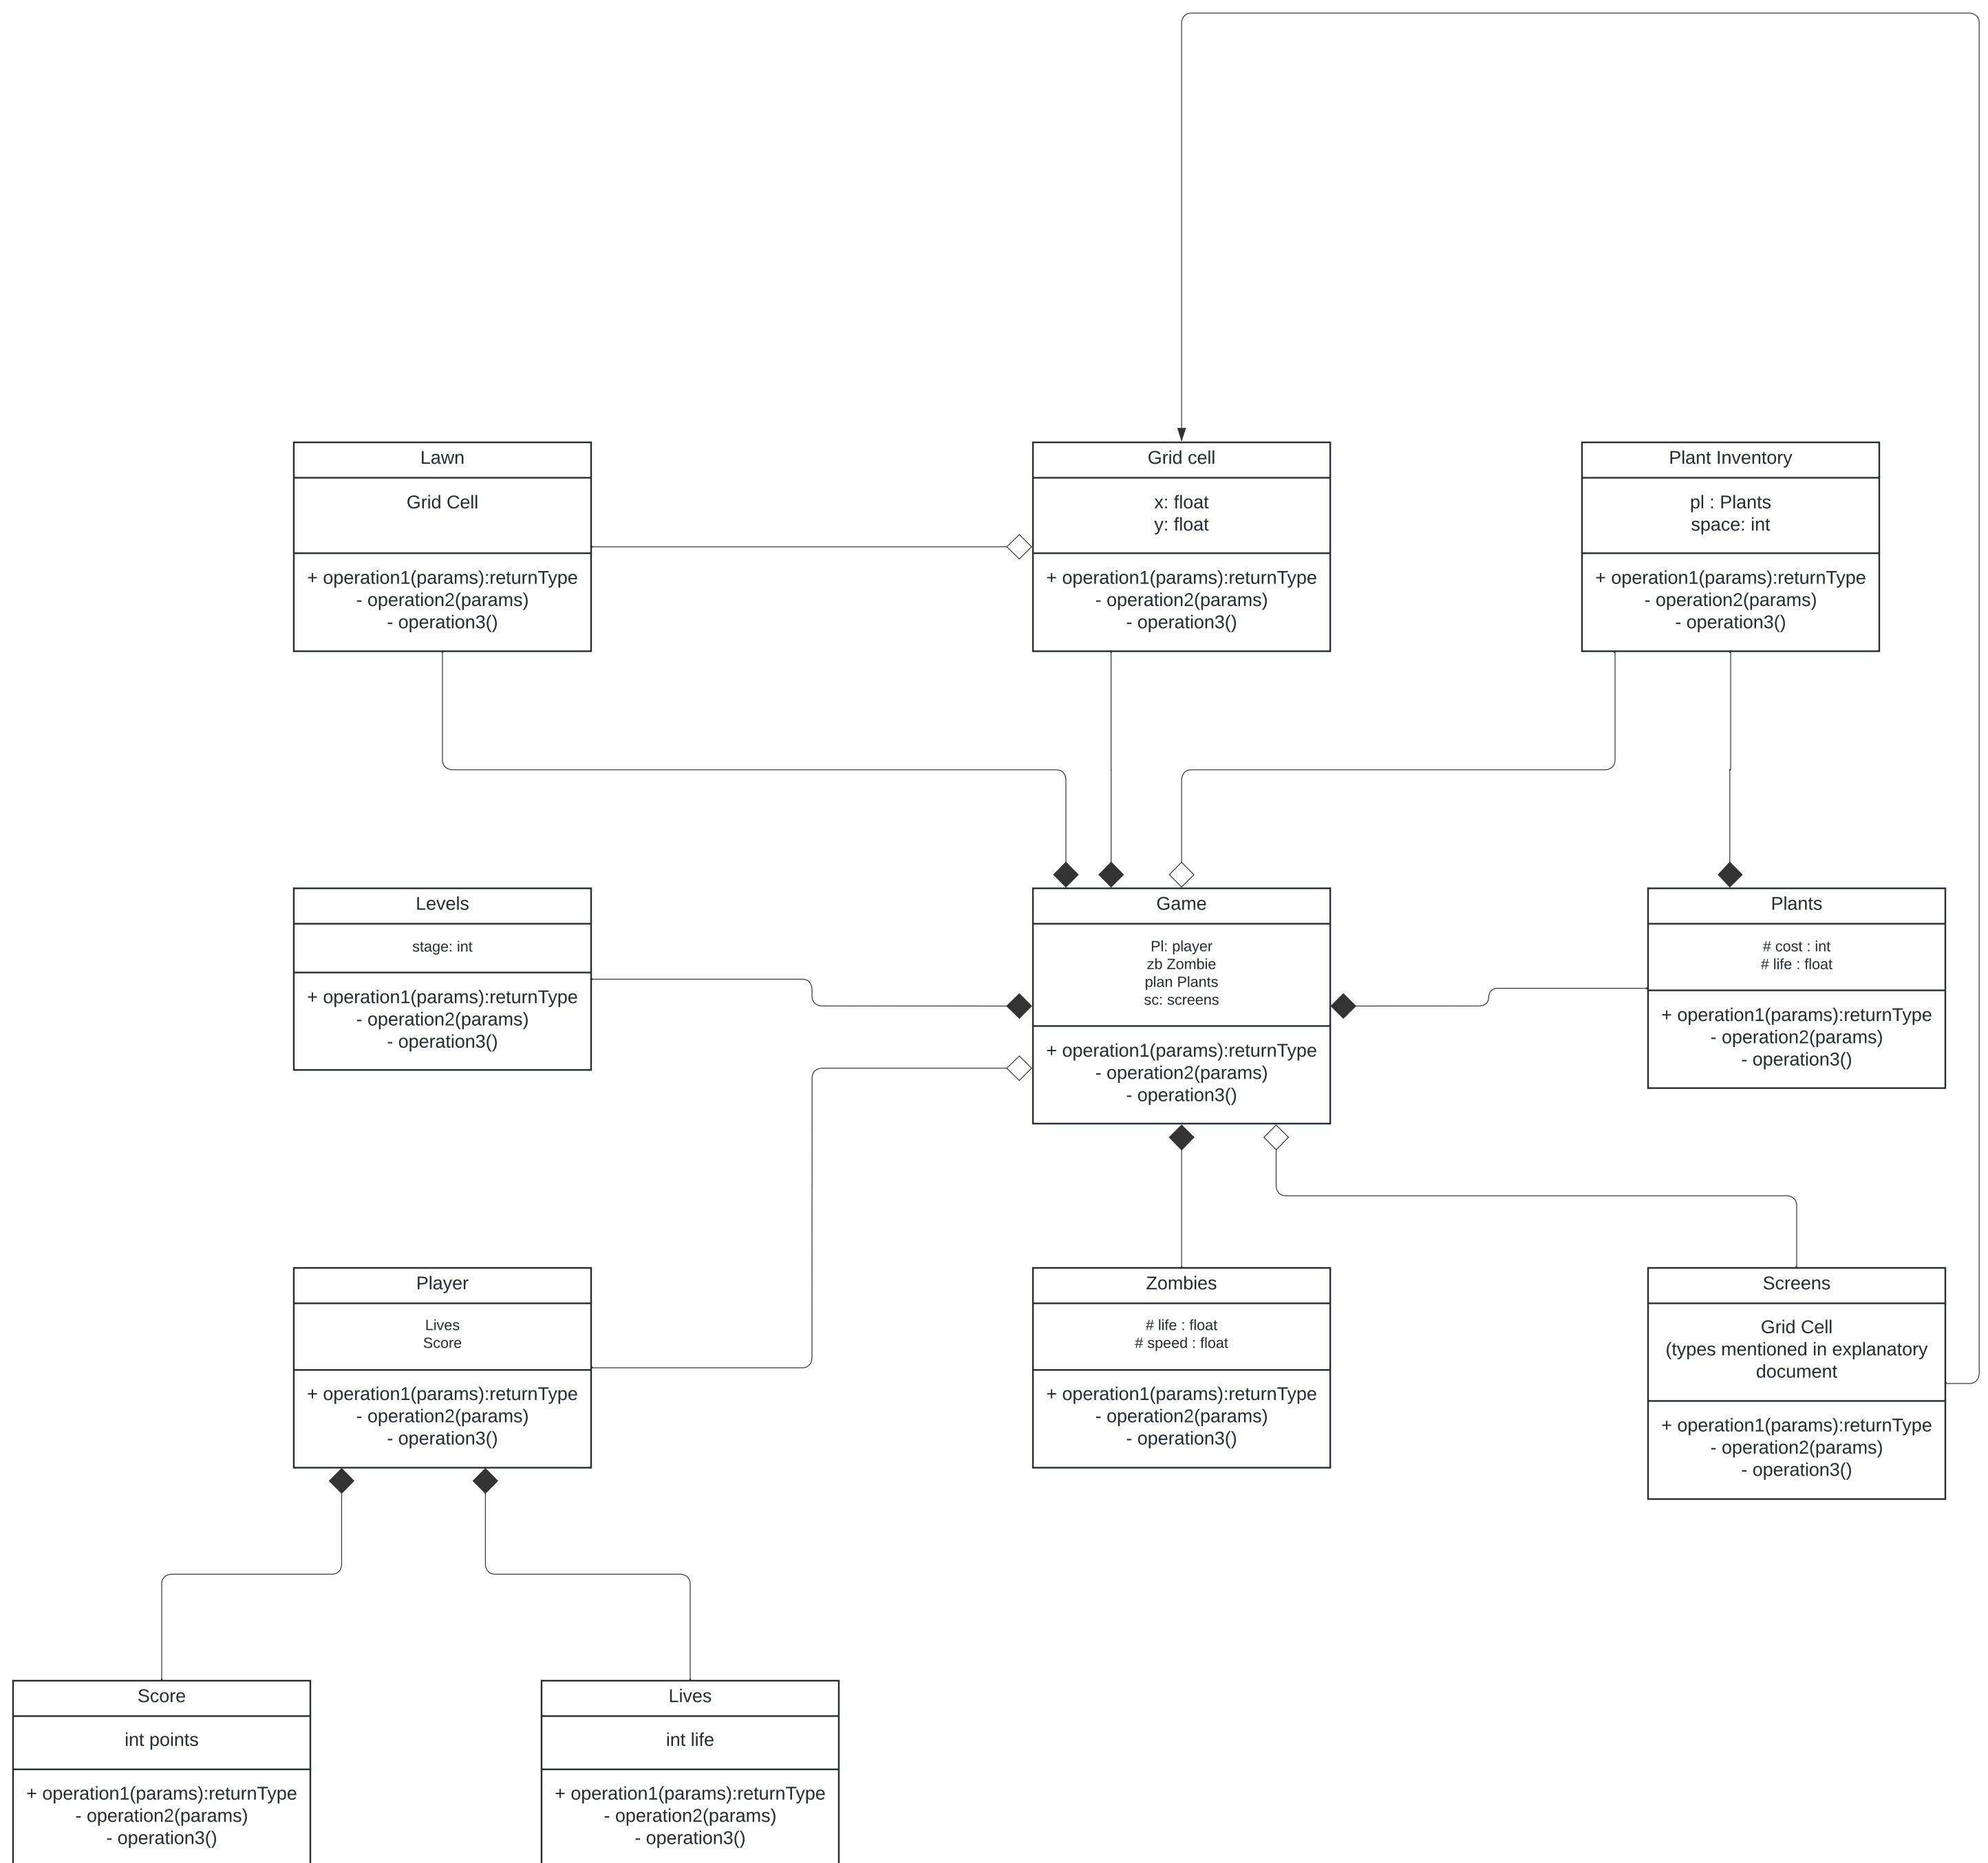 Lawn
Grid Cell
+ operation1(params):returnType
- operation2(params)
- operation3()
Grid cell
x: float
y: float
+ operation1(params):returnType
- operation2(params)
- operation3()
Plant Inventory
pl : Plants
space: int
+ operation1(params):returnType
- operation2(params)
- operation3()
Levels
stage: int
+ operation1(params):returnType
- operation2(params)
- operation3()
Game
Pl: player
zb Zombie
plan Plants
sc: screens
+ operation1(params):returnType
- operation2(params)
- operation3()
Plants
# cost : int
# life : float
+ operation1(params):returnType
- operation2(params)
- operation3()
Player
Lives
Score
+ operation1(params):returnType
- operation2(params)
- operation3()
Zombies
# life : float
# speed : float
+ operation1(params):returnType
- operation2(params)
- operation3()
Screens
Grid Cell
(types mentioned in explanatory
document
+ operation1(params):returnType
- operation2(params)
- operation3()
Score
int points
+ operation1(params):returnType
- operation2(params)
- operation3()
Lives
int life
+ operation1(params):returnType
- operation2(params)
- operation3()